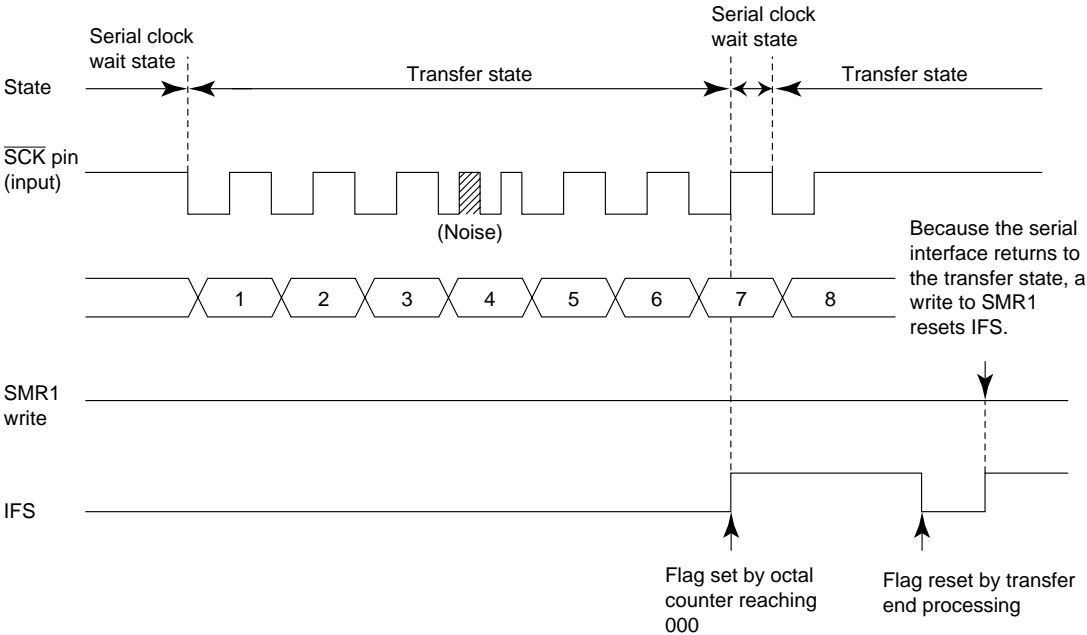 Serial clock
wait state
Serial clock
wait state
State
Transfer state
Transfer state
SCK pin
(input)
(Noise)
1 2 3 4 5 6 7 8
Because the serial
interface returns to
the transfer state, a
write to SMR1
resets IFS.
SMR1
write
IFS
Flag set by octal
counter reaching
000
Flag reset by transfer
end processing